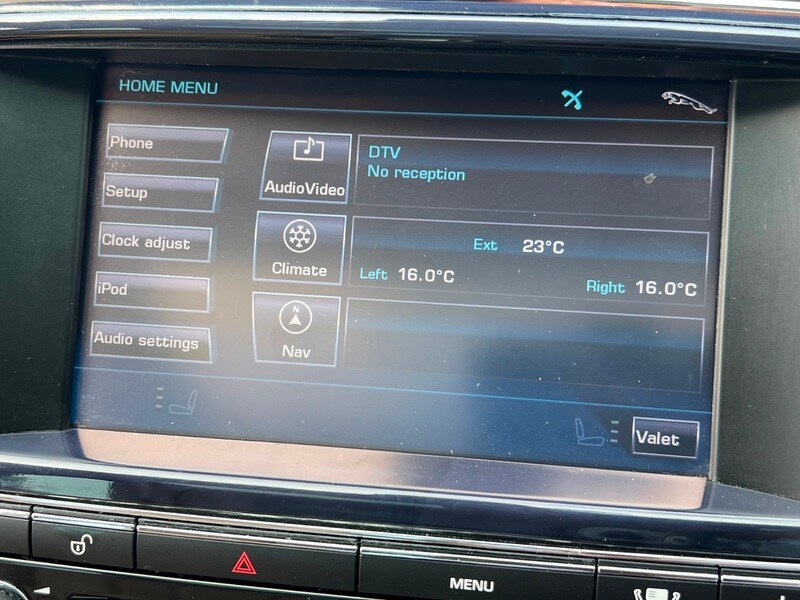 HOME MENU
Phone
Setup
Clock adjust
iPod
Audio settings
AudioVideo
DTV
No reception
Climate
Ext 23°C
Left 16.0°C
Right 16.0°C
N
Nav
Valet
MENU